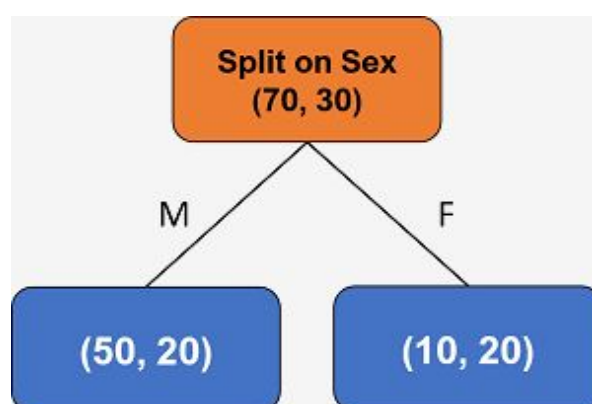 Split on Sex
(70, 30)
M
F
(50, 20)
(10, 20)